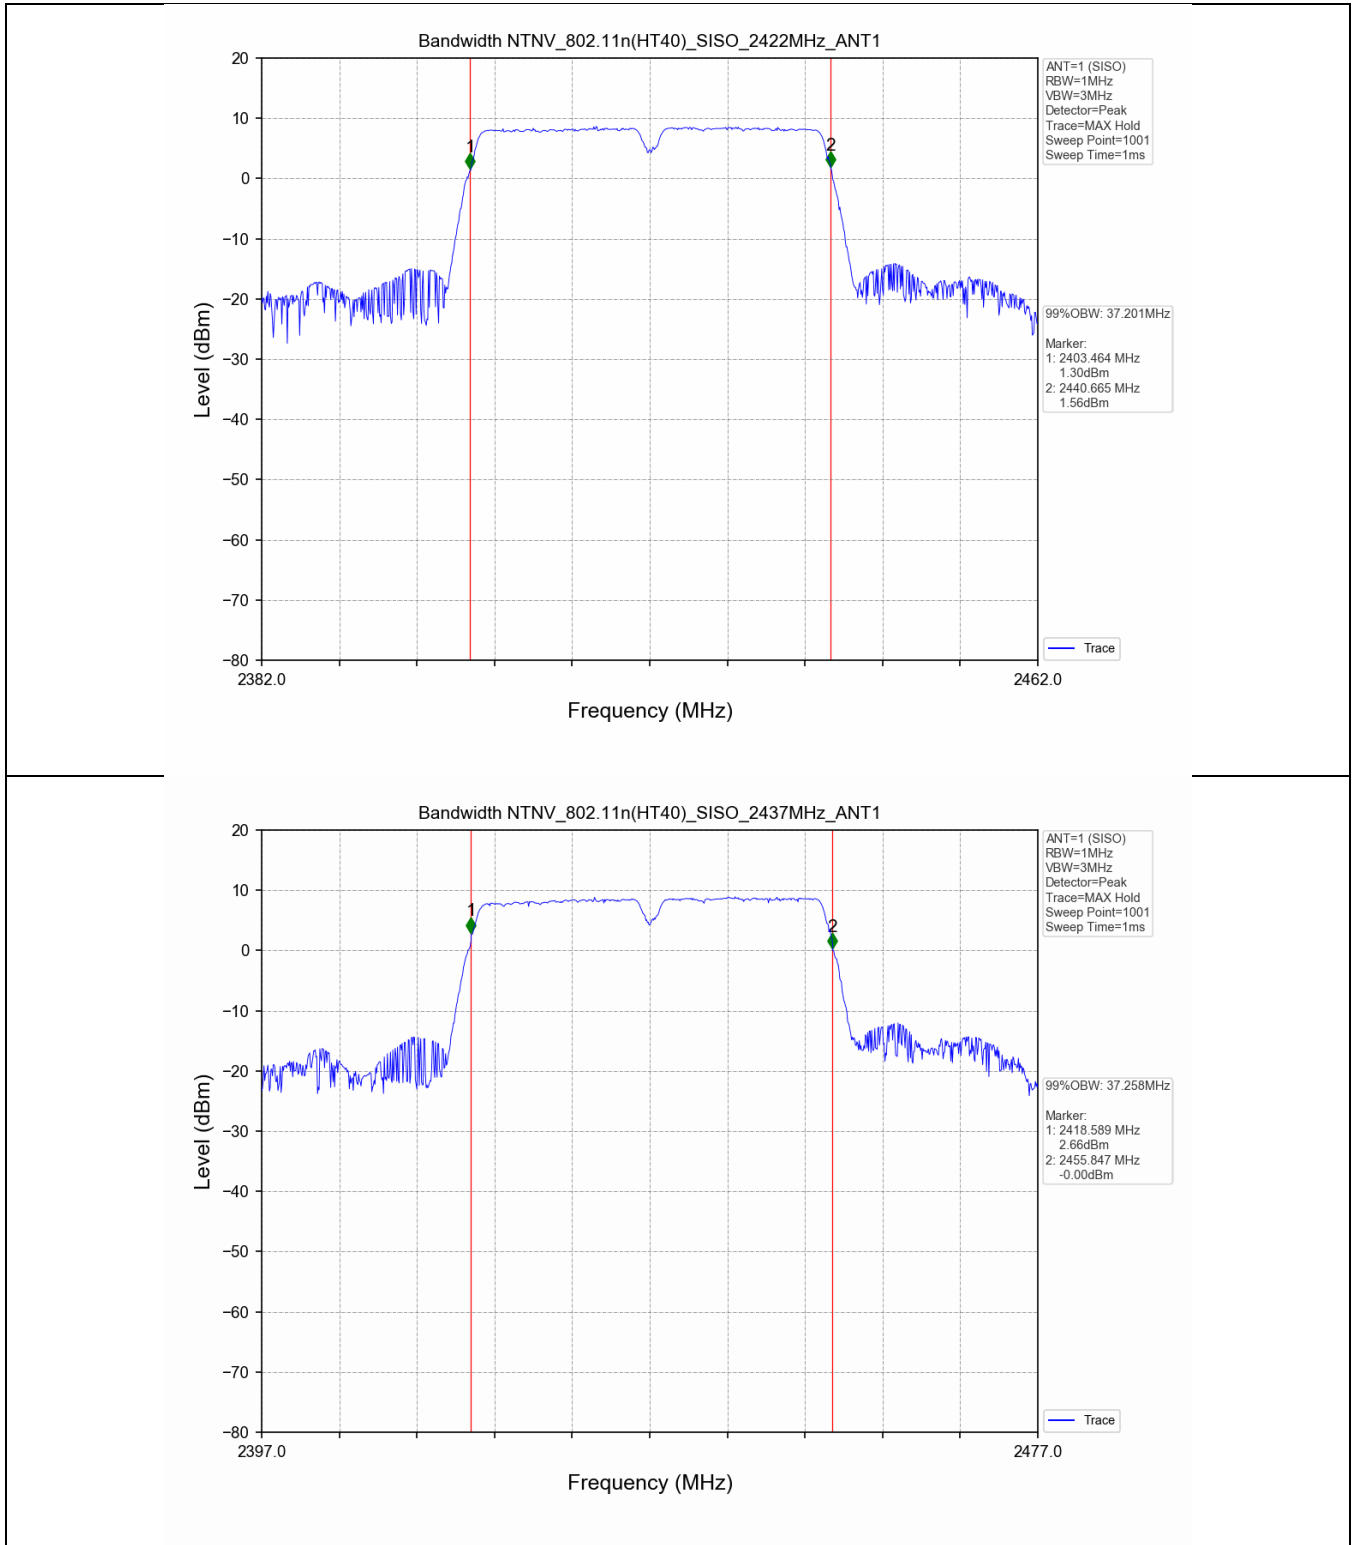 Bandwidth NTNV_802.11n(HT40)_SISO_2422MHz_ANT1
20
10
0
−10
−20
−30
−40
−50
−60
−70
−80
Level (dBm)
1
2
2382.0
2462.0
Frequency (MHz)
ANT=1 (SISO)
RBW=1MHz
VBW=3MHz
Detector=Peak
Trace=MAX Hold
Sweep Point=1001
Sweep Time=1ms
99%OBW: 37.201MHz
Marker:
1: 2403.464 MHz
1.30dBm
2: 2440.665 MHz
1.56dBm
Trace
Bandwidth NTNV_802.11n(HT40)_SISO_2437MHz_ANT1
20
10
0
−10
−20
−30
−40
−50
−60
−70
−80
Level (dBm)
1
2
2397.0
2477.0
Frequency (MHz)
ANT=1 (SISO)
RBW=1MHz
VBW=3MHz
Detector=Peak
Trace=MAX Hold
Sweep Point=1001
Sweep Time=1ms
99%OBW: 37.258MHz
Marker:
1: 2418.589 MHz
2.66dBm
2: 2455.847 MHz
-0.00dBm
Trace